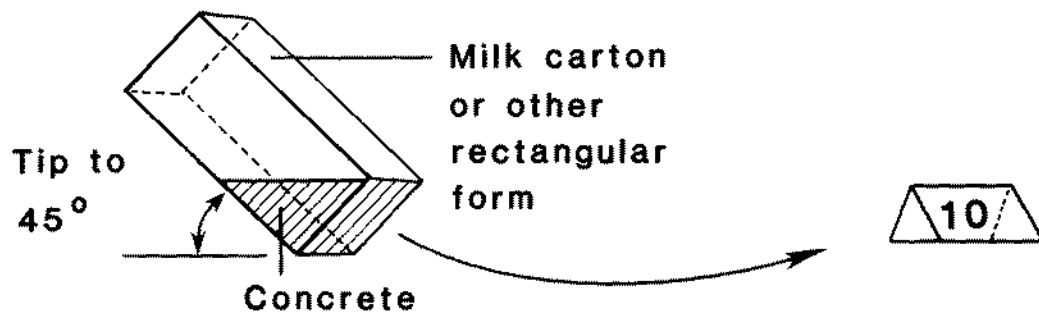 Milk carton
or other
rectangular
form
Tip to
45°
Concrete
10